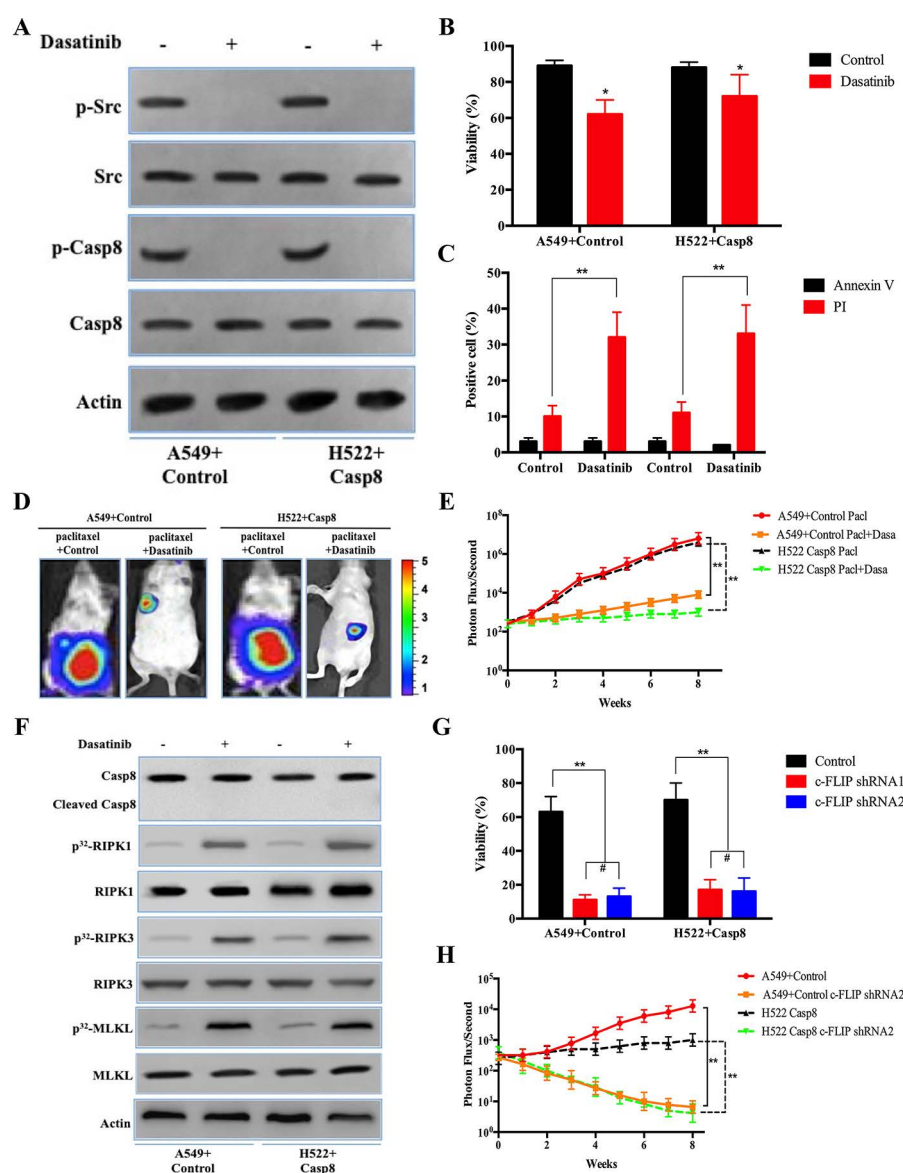 A
Dasatinib - + - +
p-Src
Src
p-Casp8
Casp8
Actin
A549+ H522+
Control Casp8
B
Viability (%)
100
80
60
40
20
0
* *
A549+Control H522+Casp8
Control
Dasatinib
C
Positive cell (%)
50
40
30
20
10
0
** **
Control Dasatinib Control Dasatinib
Annexin V
PI
D
A549+Control H522+Casp8
paclitaxel paclitaxel paclitaxel paclitaxel
+Control +Dasatinib +Control +Dasatinib
5
4
3
2
1
E
Photon Flux/Second
10⁸
10⁶
10⁴
10²
10⁰
0 2 4 6 8
Weeks
A549+Control Pacl
A549+Control Pacl+Dasa
H522 Casp8 Pacl
H522 Casp8 Pacl+Dasa
** **
F
Dasatinib - + - +
Casp8
Cleaved Casp8
p³²-RIPK1
RIPK1
p³²-RIPK3
RIPK3
p³²-MLKL
MLKL
Actin
A549+ H522+
Control Casp8
G
Viability (%)
100
80
60
40
20
0
** **
# #
A549+Control H522+Casp8
Control
c-FLIP shRNA1
c-FLIP shRNA2
H
Photon Flux/Second
10⁵
10⁴
10³
10²
10¹
10⁰
0 2 4 6 8
Weeks
A549+Control
A549+Control c-FLIP shRNA2
H522 Casp8
H522 Casp8 c-FLIP shRNA2
** **